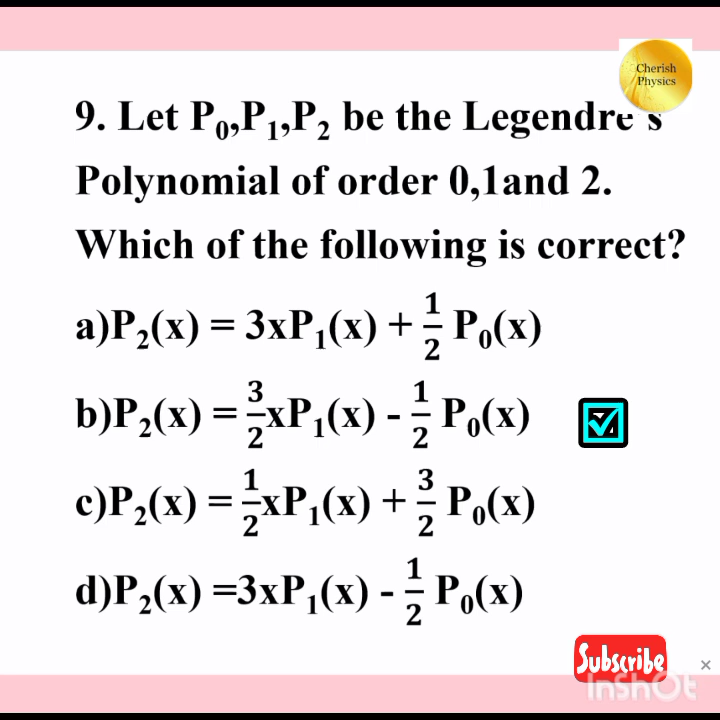 Cherish
Physics
9. Let P₀,P₁,P₂ be the Legendre's
Polynomial of order 0,1and 2.
Which of the following is correct?
a)P₂(x) = 3xP₁(x) + 1/2 P₀(x)
b)P₂(x) = 3/2xP₁(x) - 1/2 P₀(x)
c)P₂(x) = 1/2xP₁(x) + 3/2 P₀(x)
d)P₂(x) =3xP₁(x) - 1/2 P₀(x)
Subscribe
InShOt